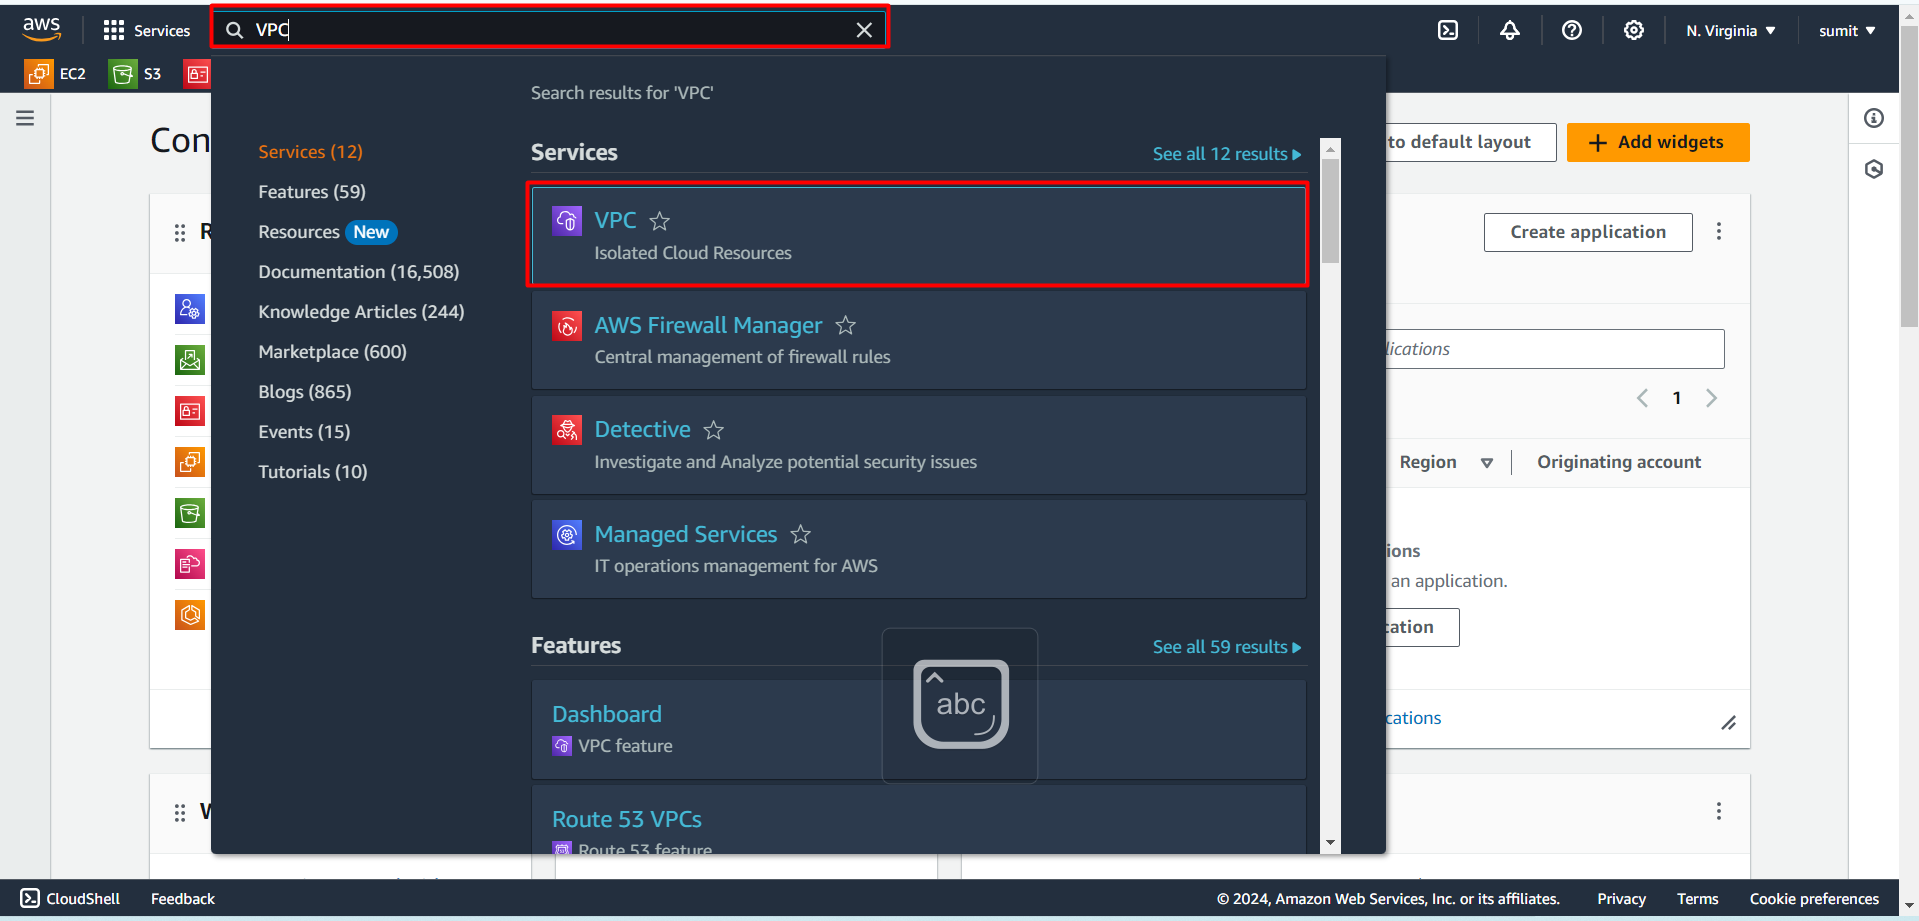 aws
Services
VPC
N. Virginia
sumit
EC2
S3
Con
to default layout
Add widgets
Search results for 'VPC'
Services (12)
Features (59)
Resources New
Documentation (16,508)
Knowledge Articles (244)
Marketplace (600)
Blogs (865)
Events (15)
Tutorials (10)
Services
See all 12 results
VPC
Isolated Cloud Resources
AWS Firewall Manager
Central management of firewall rules
Detective
Investigate and Analyze potential security issues
Managed Services
IT operations management for AWS
Features
See all 59 results
Dashboard
VPC feature
abc
Route 53 VPCs
Route 53 feature
R
W
Create application
lications
1
Region
Originating account
ions
an application.
cation
cations
CloudShell
Feedback
© 2024, Amazon Web Services, Inc. or its affiliates.
Privacy
Terms
Cookie preferences